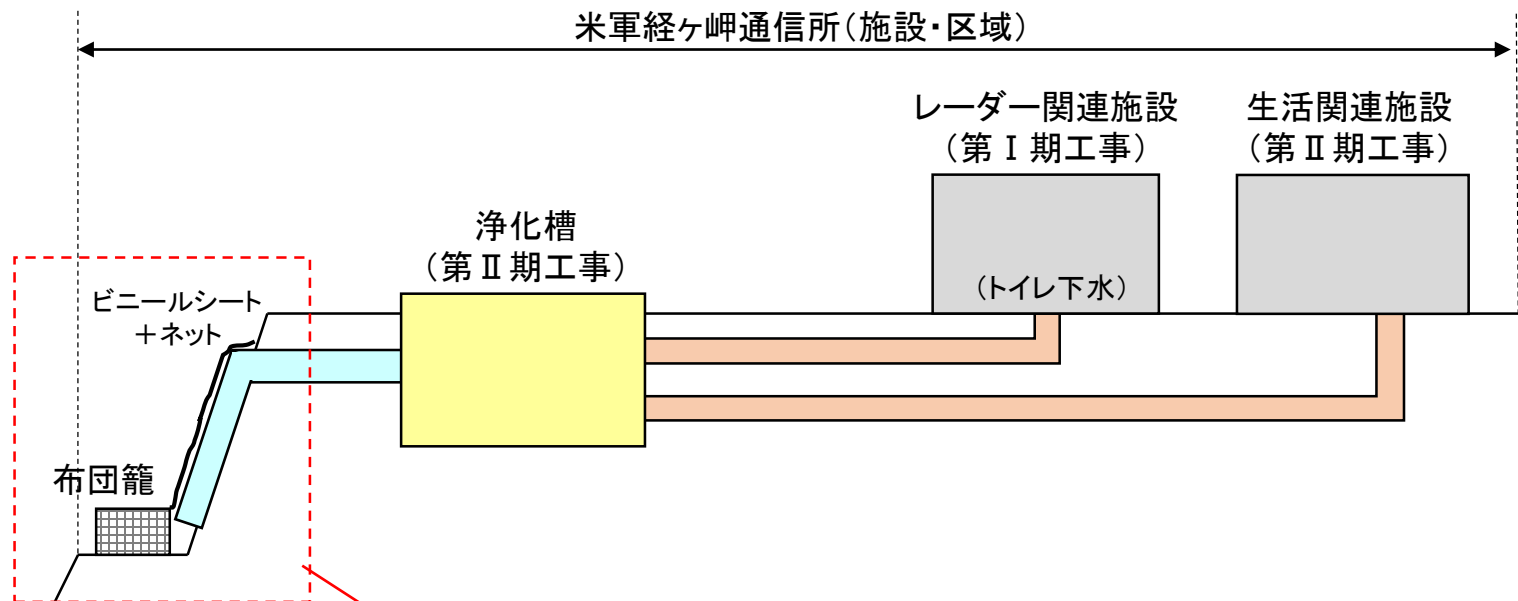 米軍経ヶ岬通信所（施設・区域）
レーダー関連施設
（第Ⅰ期工事）
生活関連施設
（第Ⅱ期工事）
浄化槽
（第Ⅱ期工事）
（トイレ下水）
ビニールシート
＋ネット
布団籠